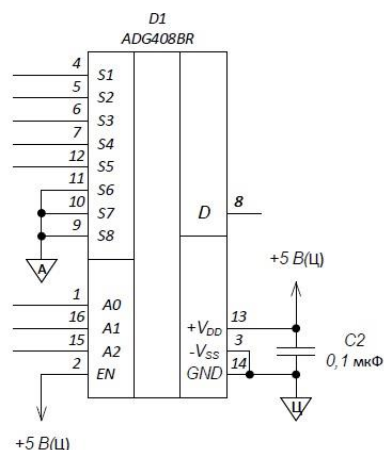 D1
ADG408BR
4 S1
5 S2
6 S3
7 S4
12 S5
11 S6
10 S7
9 S8
D 8
А
+5 В(Ц)
1 A0
16 A1
15 A2
2 EN
+VDD 13
-VSS 3
GND 14
C2
0,1 мкФ
Ц
+5 В(Ц)